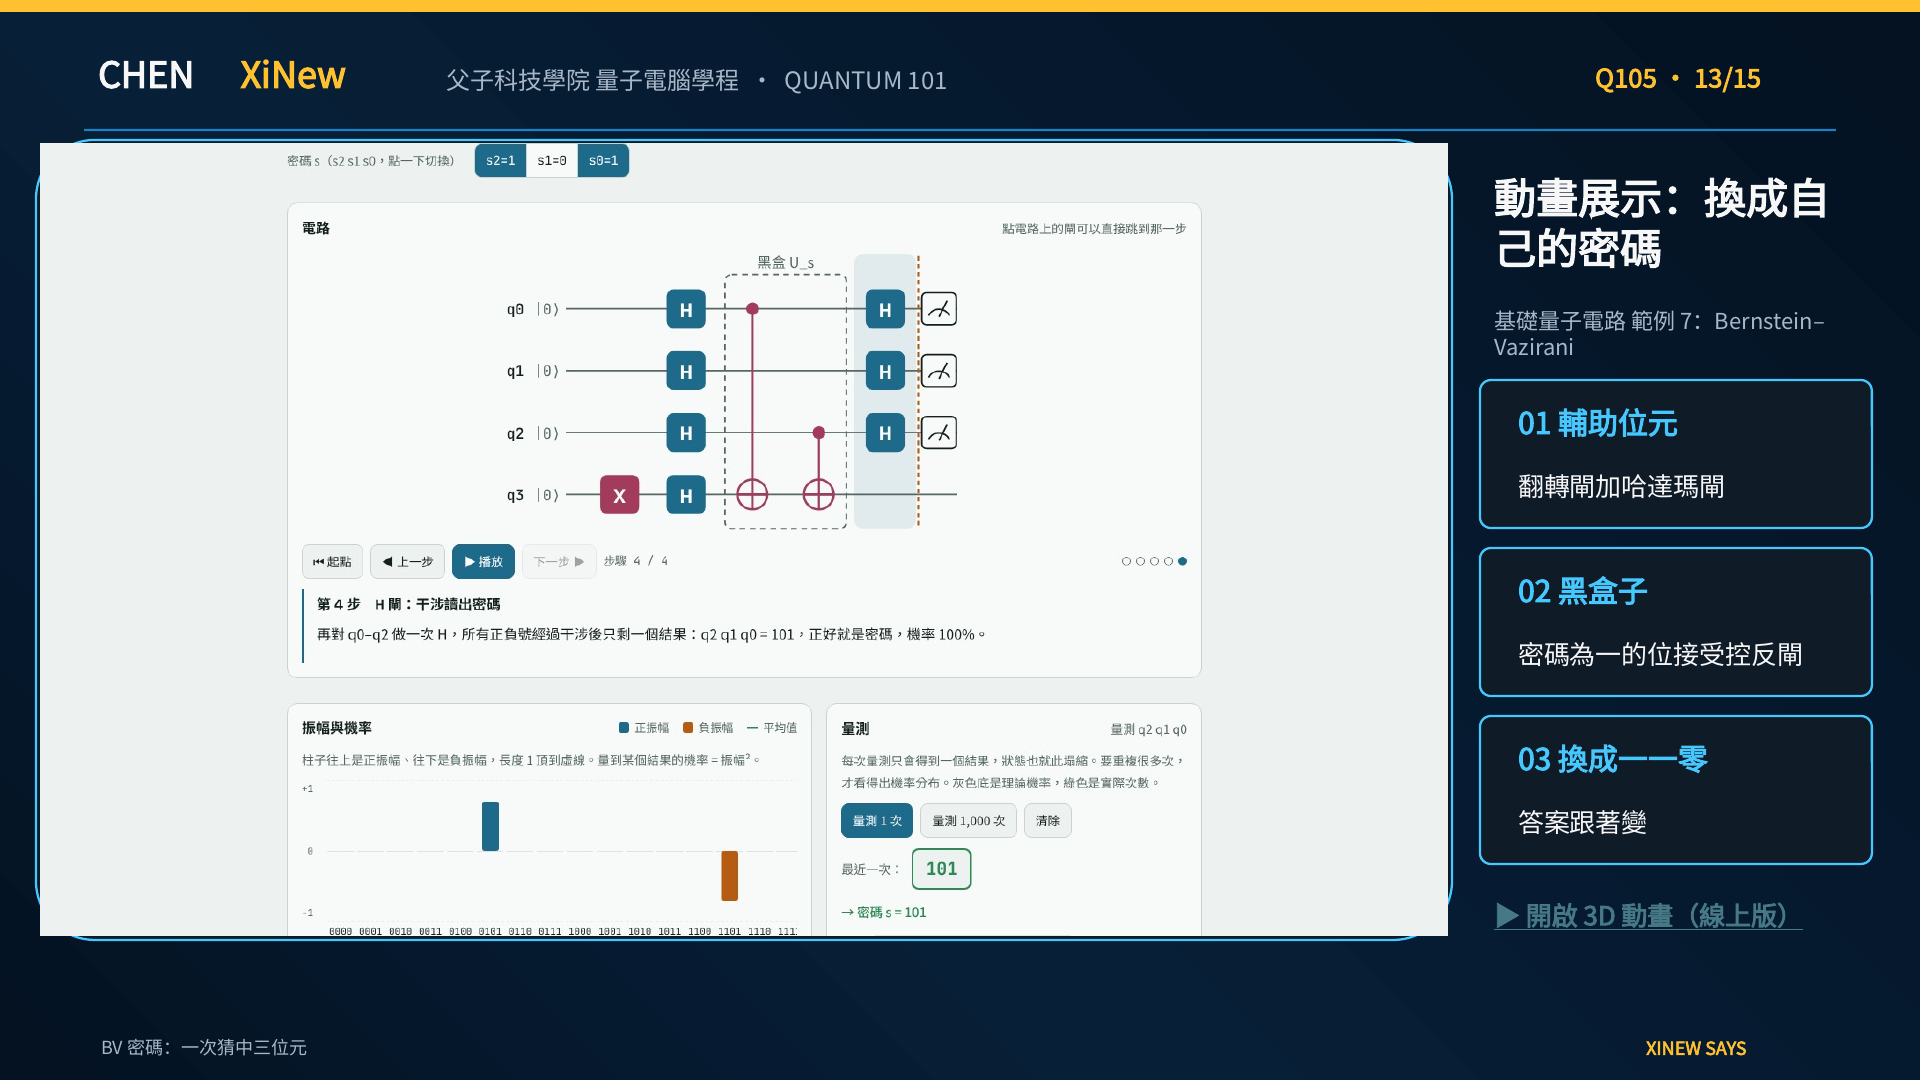 CHEN XiNew 父子科技學院 量子電腦學程 • QUANTUM 101 Q105 • 13/15
密碼 s（s2 s1 s0，點一下切換） s2=1 s1=0 s0=1
電路 點電路上的閘可以直接跳到那一步
黑盒 U_s
q0 |0⟩ H H
q1 |0⟩ H H
q2 |0⟩ H H
q3 |0⟩ X H
⏮ 起點 ◀ 上一步 ▶ 播放 下一步 ▶ 步驟 4 / 4
第 4 步 H 閘：干涉讀出密碼
再對 q0–q2 做一次 H，所有正負號經過干涉後只剩一個結果：q2 q1 q0 = 101，正好就是密碼，機率 100%。
振幅與機率 正振幅 負振幅 平均值
柱子往上是正振幅、往下是負振幅，長度 1 頂到虛線。量到某個結果的機率 = 振幅²。
+1
0
-1
0000 0001 0010 0011 0100 0101 0110 0111 1000 1001 1010 1011 1100 1101 1110 111
量測 量測 q2 q1 q0
每次量測只會得到一個結果，狀態也就此塌縮。要重複很多次，
才看得出機率分布。灰色底是理論機率，綠色是實際次數。
量測 1 次 量測 1,000 次 清除
最近一次： 101
→ 密碼 s = 101
動畫展示：換成自
己的密碼
基礎量子電路 範例 7：Bernstein–
Vazirani
01 輔助位元
翻轉閘加哈達瑪閘
02 黑盒子
密碼為一的位接受控反閘
03 換成一一零
答案跟著變
▶ 開啟 3D 動畫（線上版）
BV 密碼：一次猜中三位元 XINEW SAYS